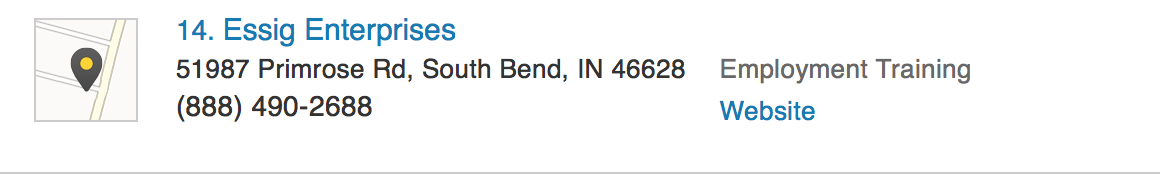 14. Essig Enterprises
51987 Primrose Rd, South Bend, IN 46628
(888) 490-2688
Employment Training
Website